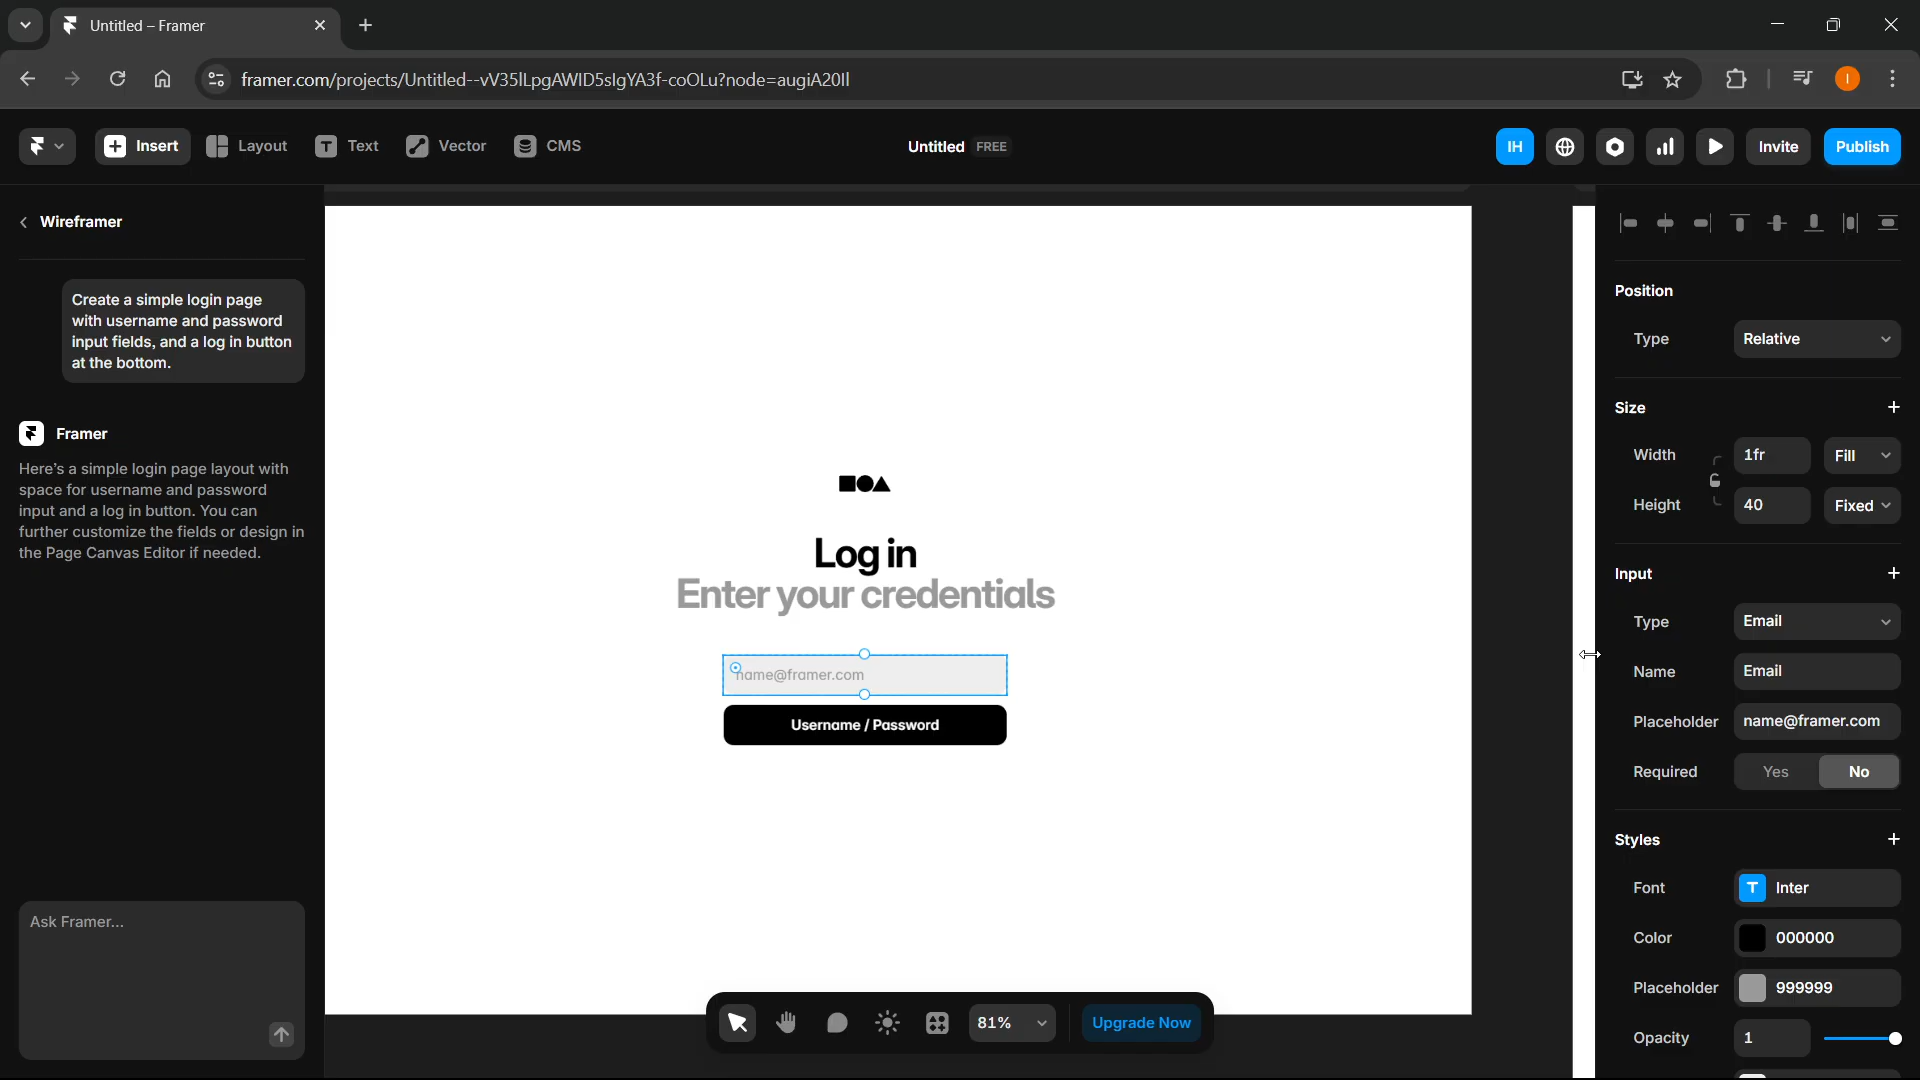 Untitled – Framer
framer.com/projects/Untitled--vV35lLpgAWID5slgYA3f-coOLu?node=augiA20Il
Insert
Layout
Text
Vector
CMS
Untitled FREE
IH
Invite
Publish
Wireframer
Create a simple login page
with username and password
input fields, and a log in button
at the bottom.
Framer
Here's a simple login page layout with
space for username and password
input and a log in button. You can
further customize the fields or design in
the Page Canvas Editor if needed.
Ask Framer...
Log in
Enter your credentials
name@framer.com
Username / Password
81%
Upgrade Now
Position
Type Relative
Size
Width 1fr Fill
Height 40 Fixed
Input
Type Email
Name Email
Placeholder name@framer.com
Required Yes No
Styles
Font T Inter
Color 000000
Placeholder 999999
Opacity 1